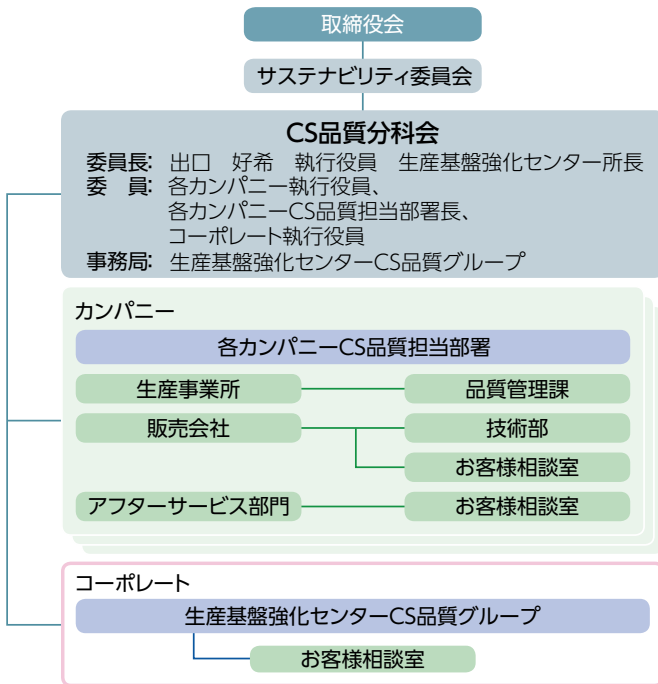 取締役会
サステナビリティ委員会
CS品質分科会
委員長: 出口 好希 執行役員 生産基盤強化センター所長
委 員: 各カンパニー執行役員、
各カンパニーCS品質担当部署長、
コーポレート執行役員
事務局: 生産基盤強化センターCS品質グループ
カンパニー
各カンパニーCS品質担当部署
生産事業所 品質管理課
販売会社 技術部
お客様相談室
アフターサービス部門 お客様相談室
コーポレート
生産基盤強化センターCS品質グループ
お客様相談室